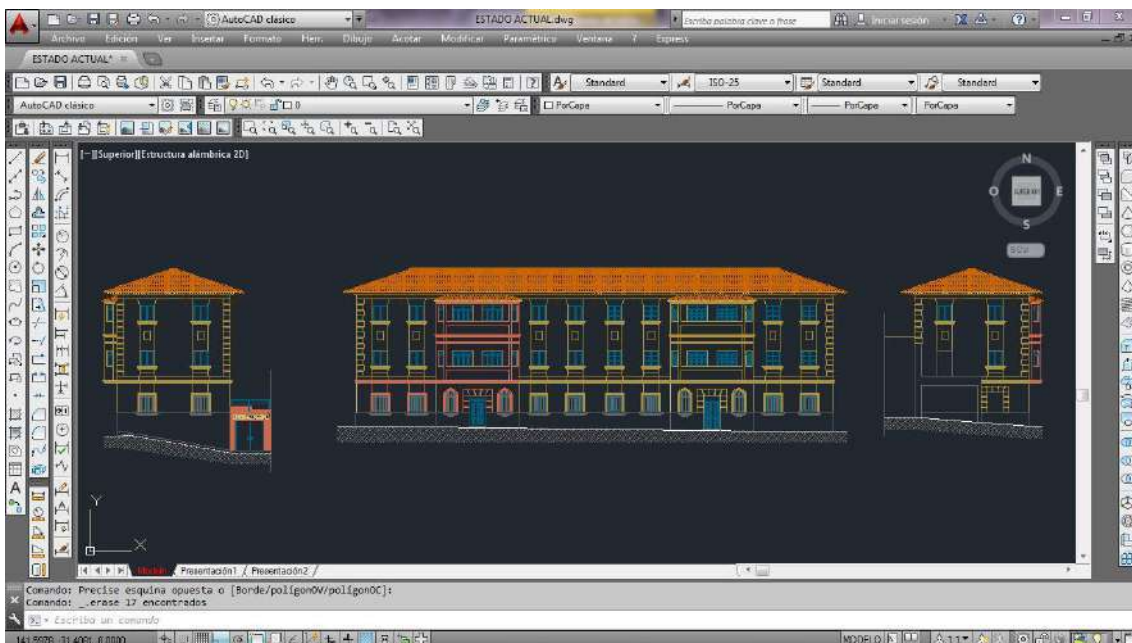 AutoCAD clásico
ESTADO ACTUAL.dwg
Escriba palabra clave o frase
Iniciar sesión
Archivo Edición Ver Insertar Formato Herr. Dibujo Acotar Modificar Paramétrico Ventana ? Express
ESTADO ACTUAL*
Standard ISO-25 Standard Standard
AutoCAD clásico 0 PorCapa PorCapa PorCapa PorCapa
[−][Superior][Estructura alámbrica 2D]
N
O E
S
SCU
Y
X
Modelo Presentación1 Presentación2
Comando: Precise esquina opuesta o [Borde/polígonOV/polígonOC]:
Comando: _.erase 17 encontrados
Escriba un comando
MODELO